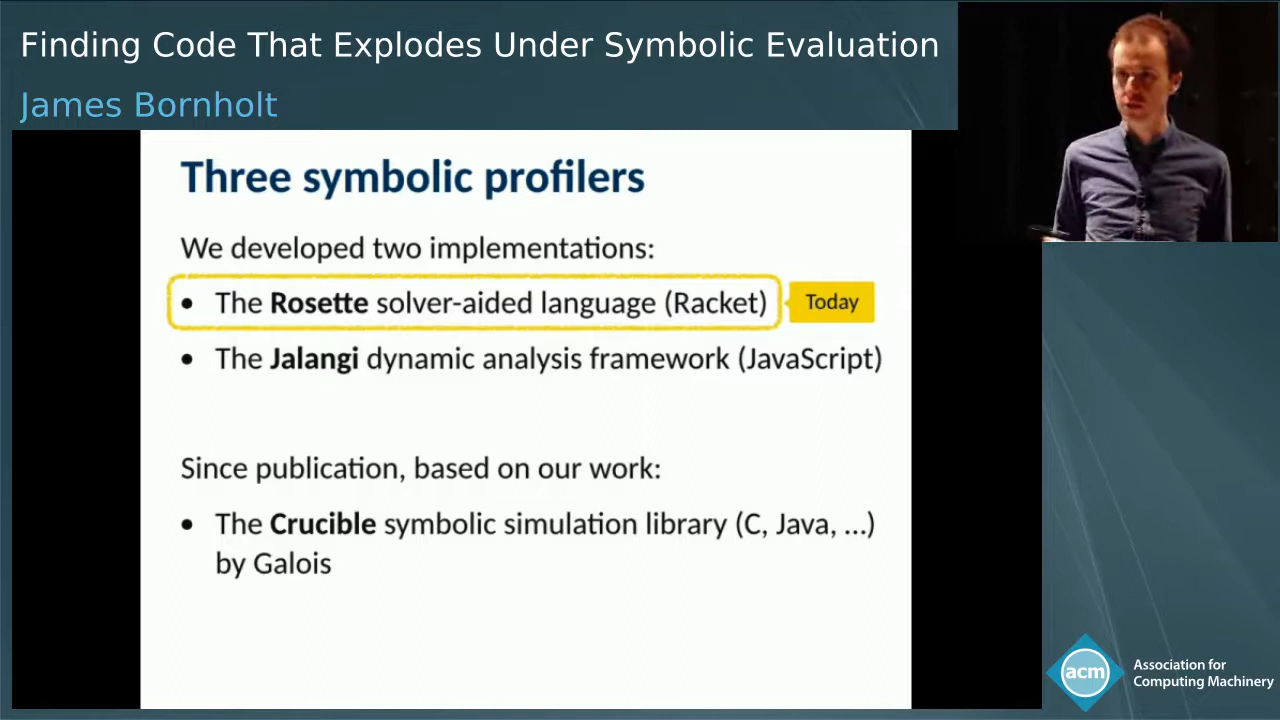 Finding Code That Explodes Under Symbolic Evaluation
James Bornholt
Three symbolic profilers
We developed two implementations:
• The Rosette solver-aided language (Racket)
Today
• The Jalangi dynamic analysis framework (JavaScript)
Since publication, based on our work:
• The Crucible symbolic simulation library (C, Java, ...)
by Galois
acm
Association for
Computing Machinery